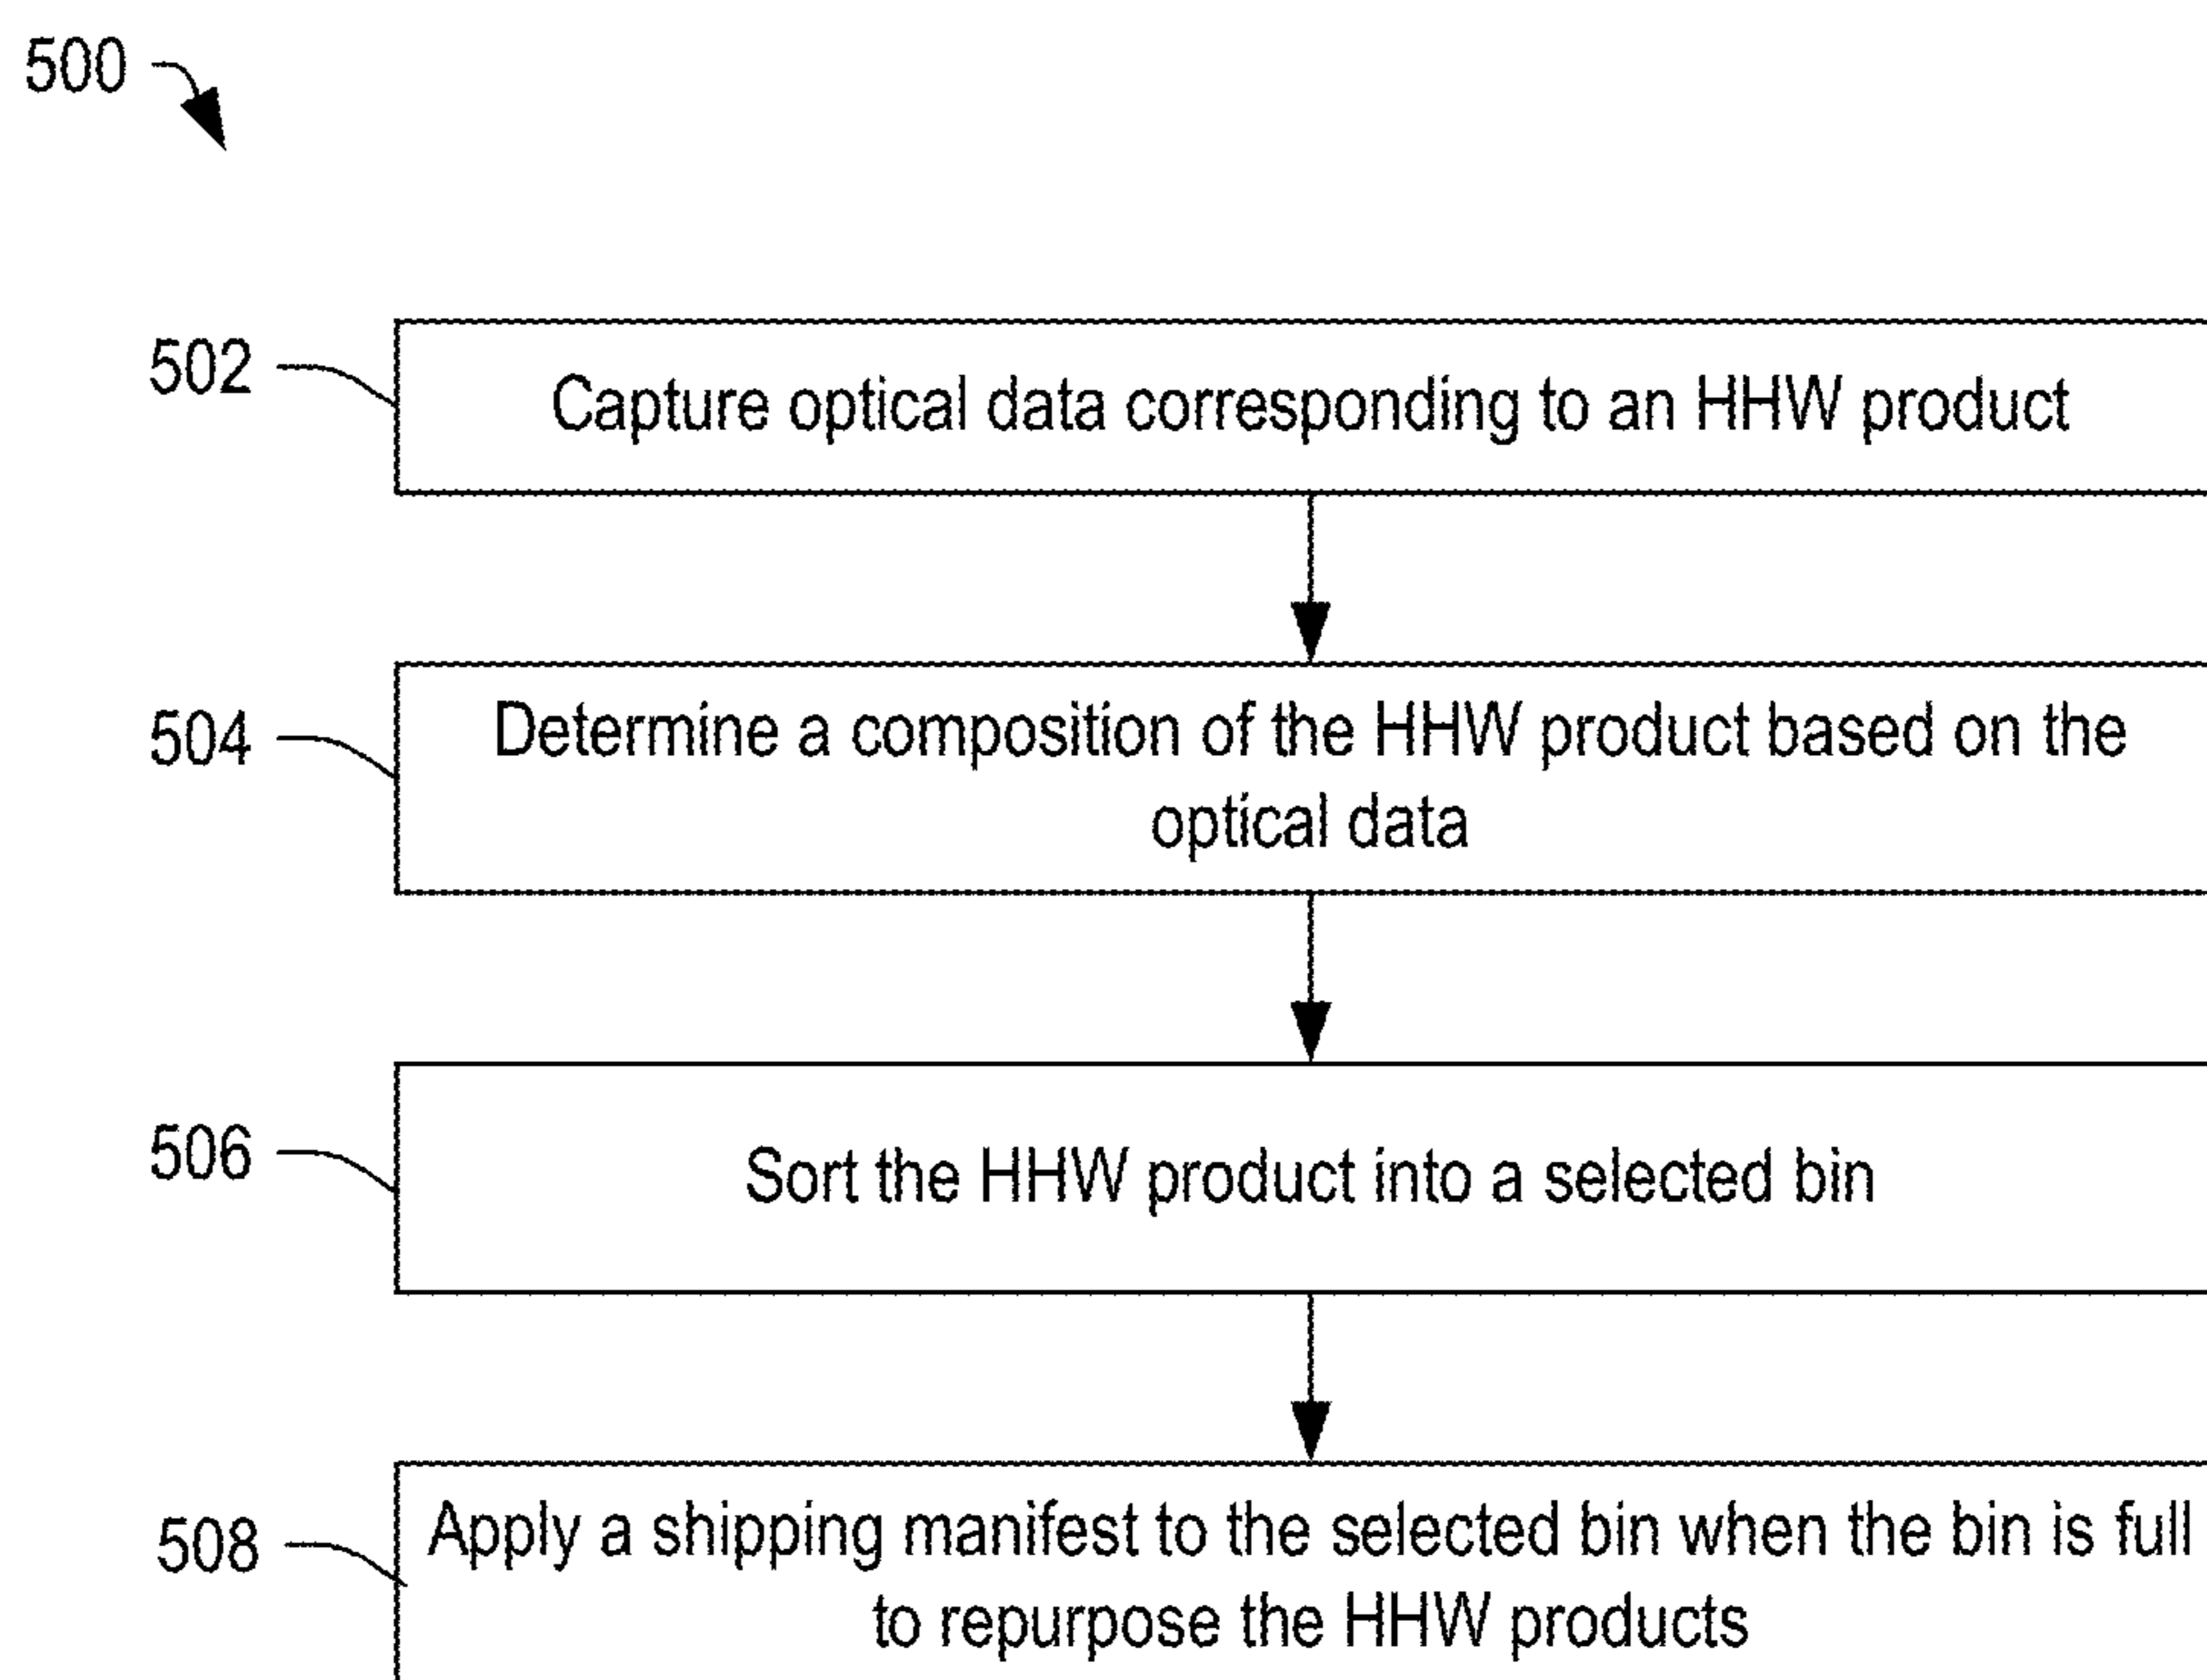 500
502
Capture optical data corresponding to an HHW product
504
Determine a composition of the HHW product based on the
optical data
506
Sort the HHW product into a selected bin
508
Apply a shipping manifest to the selected bin when the bin is full
to repurpose the HHW products